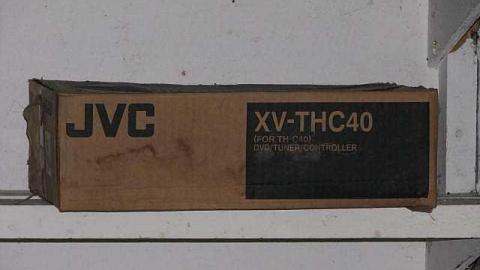 JVC
XV-THC40
(FOR TH-C40)
DVD/TUNER/CONTROLLER